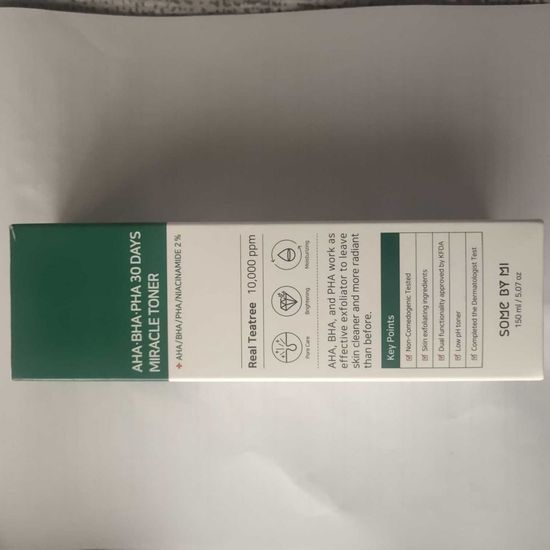 AHA·BHA·PHA 30 DAYS
MIRACLE TONER
+ AHA/BHA/PHA/NIACINAMIDE 2%
Real Teatree 10,000 ppm
Pore Care
Brightening
Moisturizing
AHA, BHA, and PHA work as
effective exfoliator to leave
skin cleaner and more radiant
than before.
Key Points
Non-Comedogenic Tested
Skin exfoliating ingredients
Dual functionality approved by KFDA
Low pH toner
Completed the Dermatologist Test
SOME BY MI
150 ml / 5.07 oz